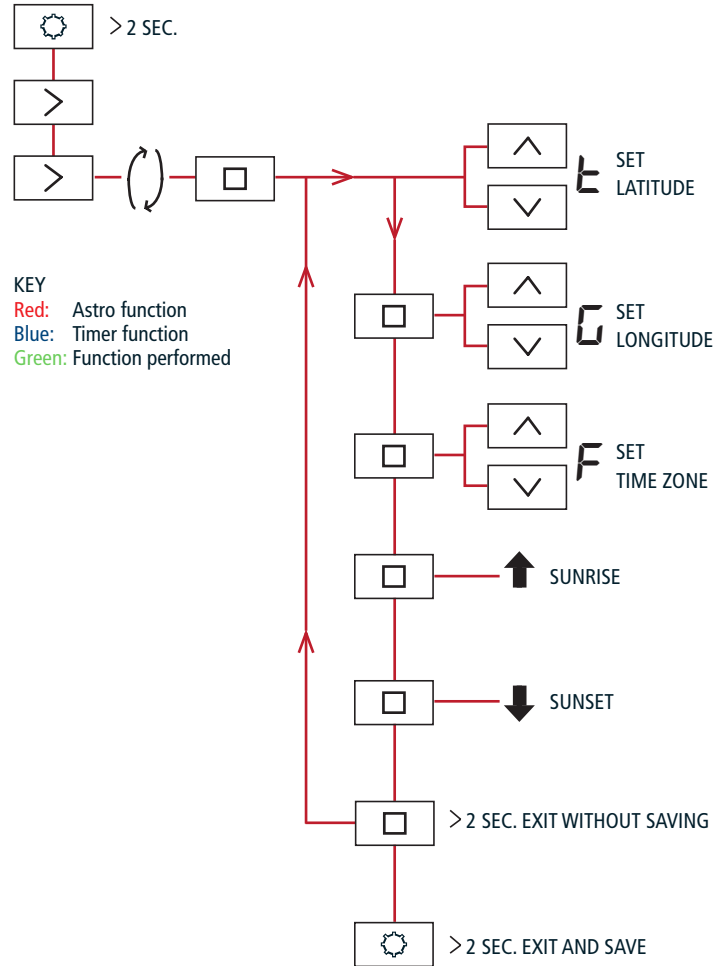 > 2 SEC.
t SET
LATITUDE
KEY
Red: Astro function
Blue: Timer function
Green: Function performed
G SET
LONGITUDE
F SET
TIME ZONE
SUNRISE
SUNSET
> 2 SEC. EXIT WITHOUT SAVING
> 2 SEC. EXIT AND SAVE